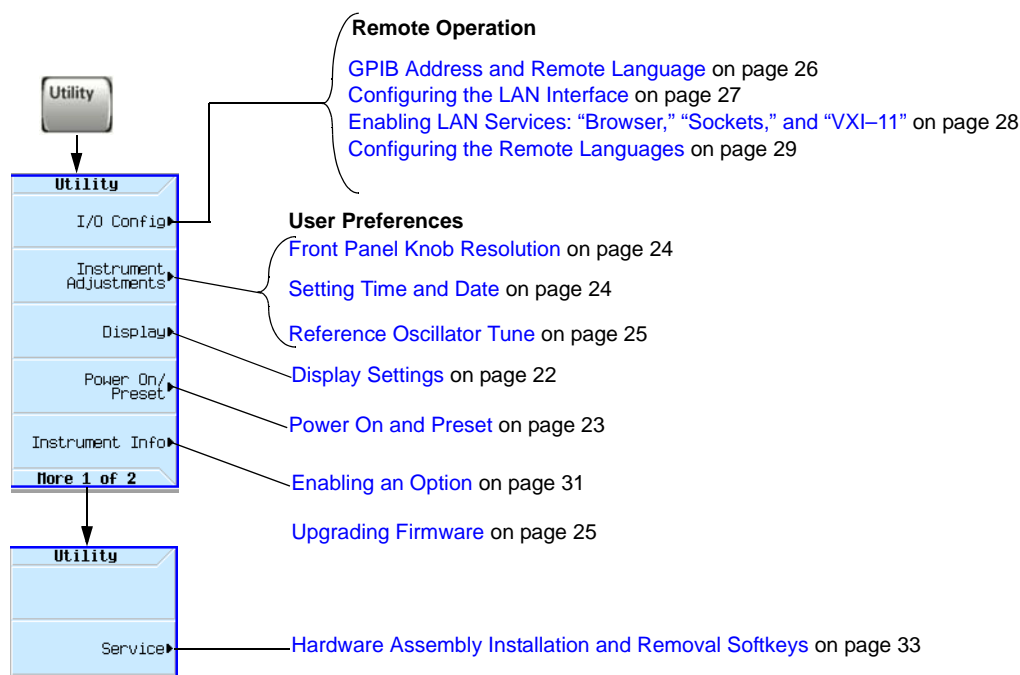 Remote Operation
GPIB Address and Remote Language on page 26
Configuring the LAN Interface on page 27
Enabling LAN Services: “Browser,” “Sockets,” and “VXI–11” on page 28
Configuring the Remote Languages on page 29
Utility
Utility
I/O Config
User Preferences
Front Panel Knob Resolution on page 24
Instrument
Adjustments
Setting Time and Date on page 24
Display
Reference Oscillator Tune on page 25
Display Settings on page 22
Power On/
Preset
Power On and Preset on page 23
Instrument Info
More 1 of 2
Enabling an Option on page 31
Upgrading Firmware on page 25
Utility
Service
Hardware Assembly Installation and Removal Softkeys on page 33